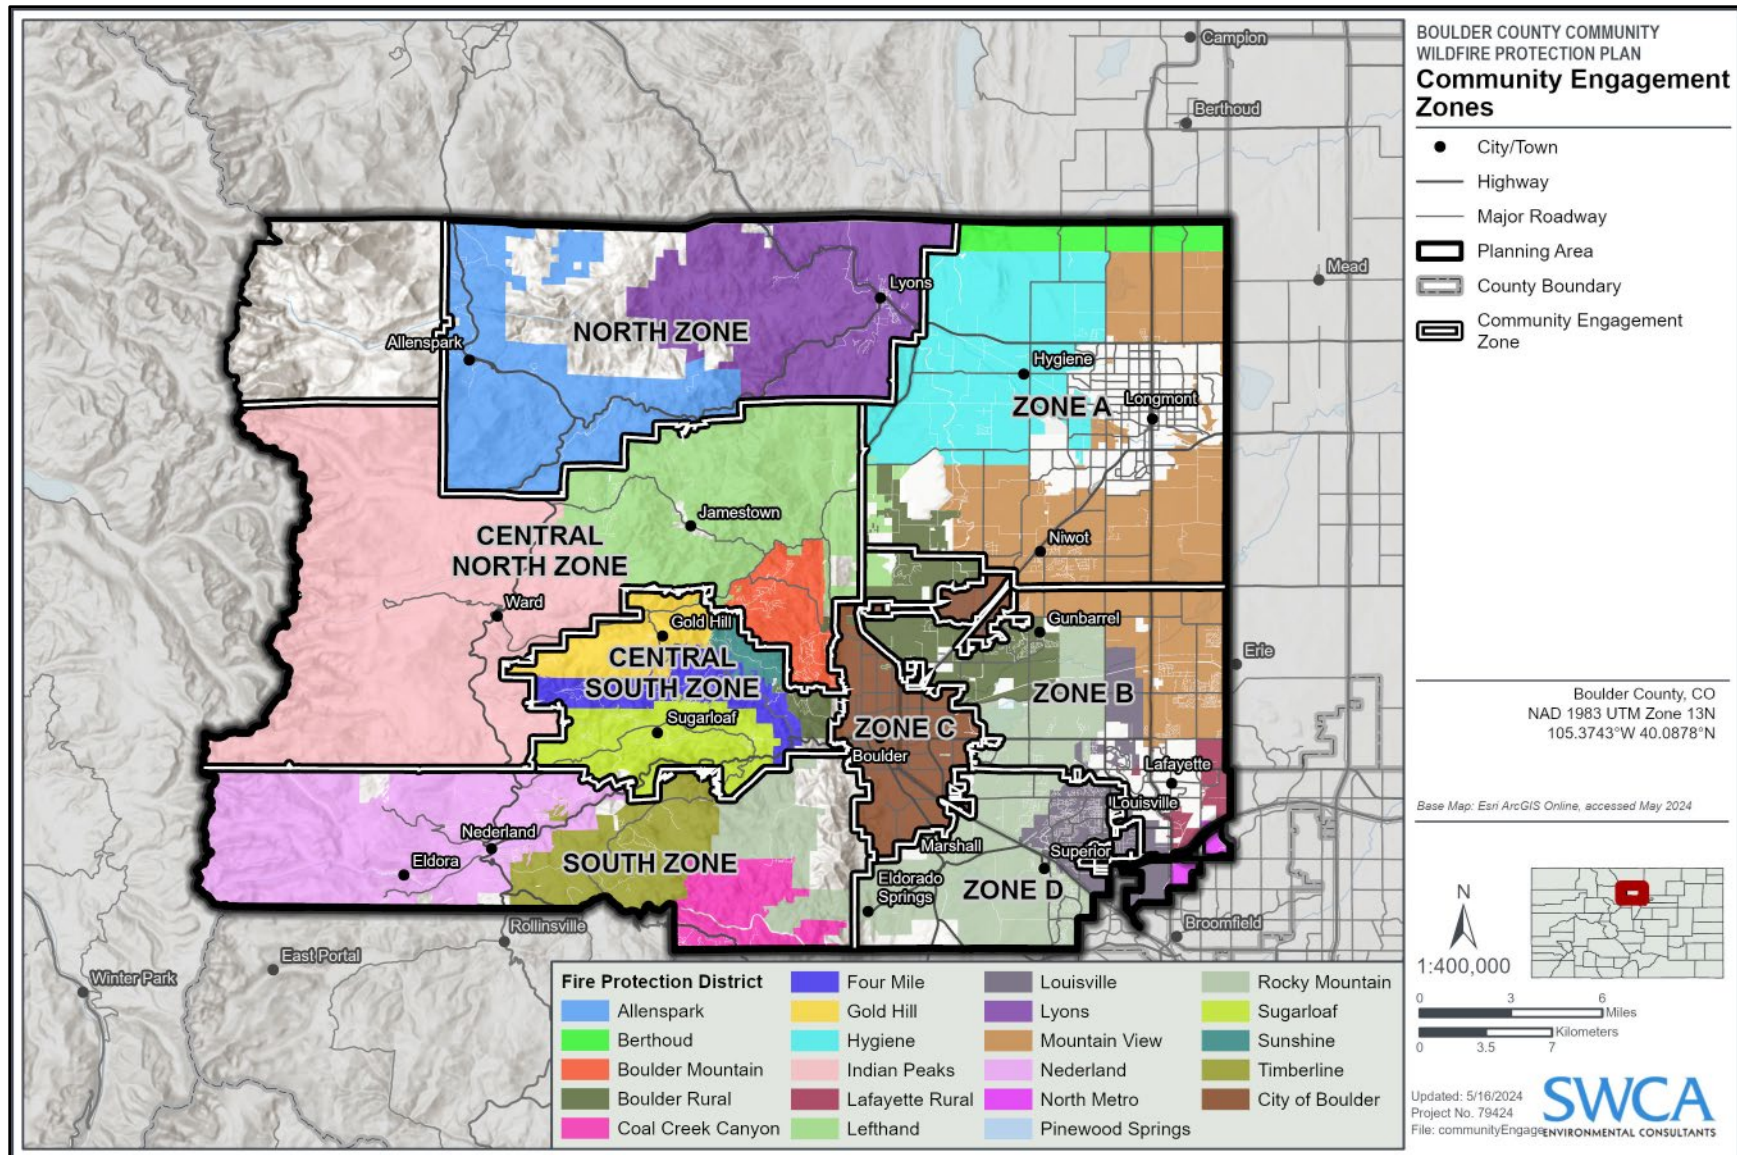 BOULDER COUNTY COMMUNITY
WILDFIRE PROTECTION PLAN
Community Engagement
Zones
City/Town
Highway
Major Roadway
Planning Area
County Boundary
Community Engagement
Zone
Boulder County, CO
NAD 1983 UTM Zone 13N
105.3743°W 40.0878°N
Base Map: Esri ArcGIS Online, accessed May 2024
N
1:400,000
0 3 6
Miles
Kilometers
0 3.5 7
Updated: 5/16/2024
Project No. 79424
File: communityEngage
SWCA
ENVIRONMENTAL CONSULTANTS
Campion
Berthoud
Mead
Lyons
NORTH ZONE
Allenspark
Hygiene
ZONE A
Longmont
Jamestown
CENTRAL
NORTH ZONE
Niwot
Ward
Gold Hill
Gunbarrel
CENTRAL
SOUTH ZONE
Erie
ZONE B
Sugarloaf
ZONE C
Boulder
Lafayette
Louisville
Nederland
Marshall
Superior
Eldora
SOUTH ZONE
Eldorado
Springs
ZONE D
Rollinsville
Broomfield
East Portal
Winter Park
Fire Protection District
Allenspark
Berthoud
Boulder Mountain
Boulder Rural
Coal Creek Canyon
Four Mile
Gold Hill
Hygiene
Indian Peaks
Lafayette Rural
Lefthand
Louisville
Lyons
Mountain View
Nederland
North Metro
Pinewood Springs
Rocky Mountain
Sugarloaf
Sunshine
Timberline
City of Boulder